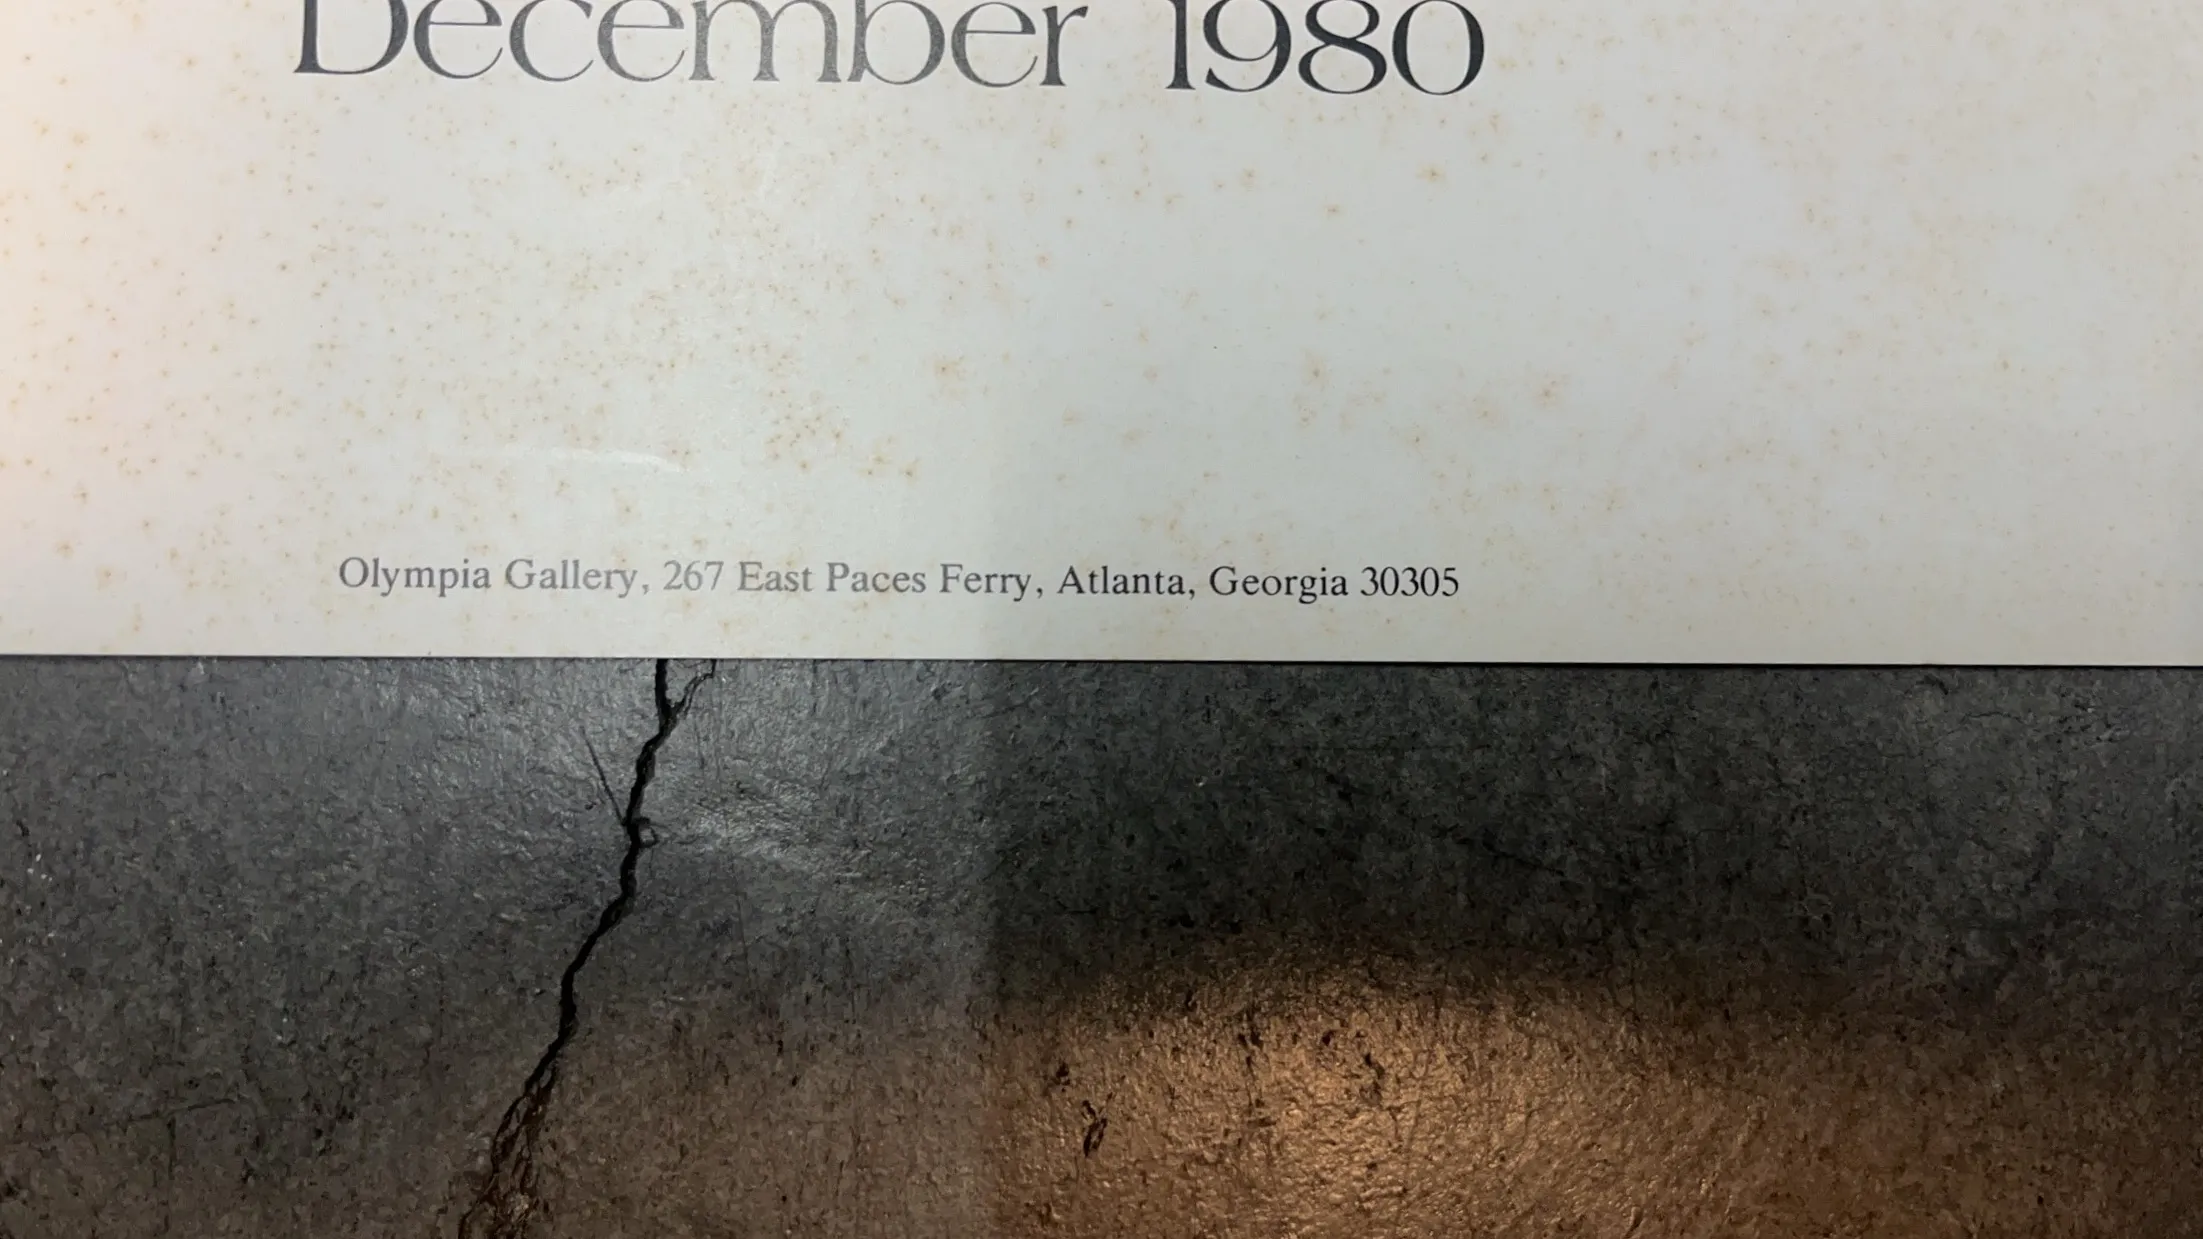 December 1980
Olympia Gallery, 267 East Paces Ferry, Atlanta, Georgia 30305